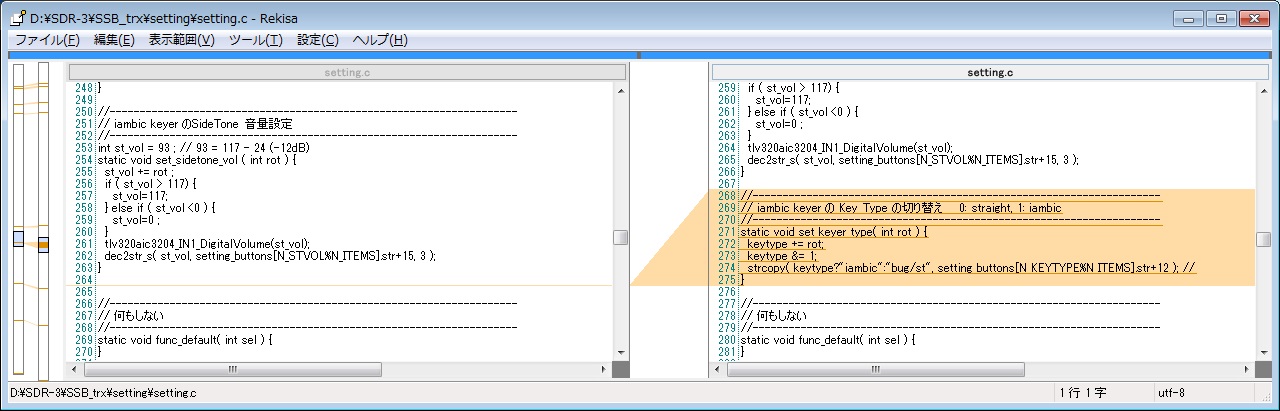 D:¥SDR-3¥SSB_trx¥setting¥setting.c - Rekisa
ファイル(F) 編集(E) 表示範囲(V) ツール(T) 設定(C) ヘルプ(H)
setting.c
248 }
249
250 //--------------------------------------------------------------------
251 // iambic keyer のSideTone 音量設定
252 //--------------------------------------------------------------------
253 int st_vol = 93 ; // 93 = 117 - 24 (-12dB)
254 static void set_sidetone_vol ( int rot ) {
255 st_vol += rot ;
256 if ( st_vol > 117) {
257 st_vol=117;
258 } else if ( st_vol <0 ) {
259 st_vol=0 ;
260 }
261 tlv320aic3204_IN1_DigitalVolume(st_vol);
262 dec2str_s( st_vol, setting_buttons[N_STVOL%N_ITEMS].str+15, 3 );
263 }
264
265
266 //--------------------------------------------------------------------
267 // 何もしない
268 //--------------------------------------------------------------------
269 static void func_default( int sel ) {
270 }
setting.c
259 if ( st_vol > 117) {
260 st_vol=117;
261 } else if ( st_vol <0 ) {
262 st_vol=0 ;
263 }
264 tlv320aic3204_IN1_DigitalVolume(st_vol);
265 dec2str_s( st_vol, setting_buttons[N_STVOL%N_ITEMS].str+15, 3 );
266 }
267
268 //----------------------------------------------------------------------
269 // iambic keyer の Key Type の切り替え 0: straight, 1: iambic
270 //----------------------------------------------------------------------
271 static void set_keyer_type( int rot ) {
272 keytype += rot;
273 keytype &= 1;
274 strcopy( keytype?"iambic":"bug/st", setting_buttons[N_KEYTYPE%N_ITEMS].str+12 ); //
275 }
276
277 //----------------------------------------------------------------------
278 // 何もしない
279 //----------------------------------------------------------------------
280 static void func_default( int sel ) {
281 }
D:¥SDR-3¥SSB_trx¥setting¥setting.c 1 行 1 字 utf-8